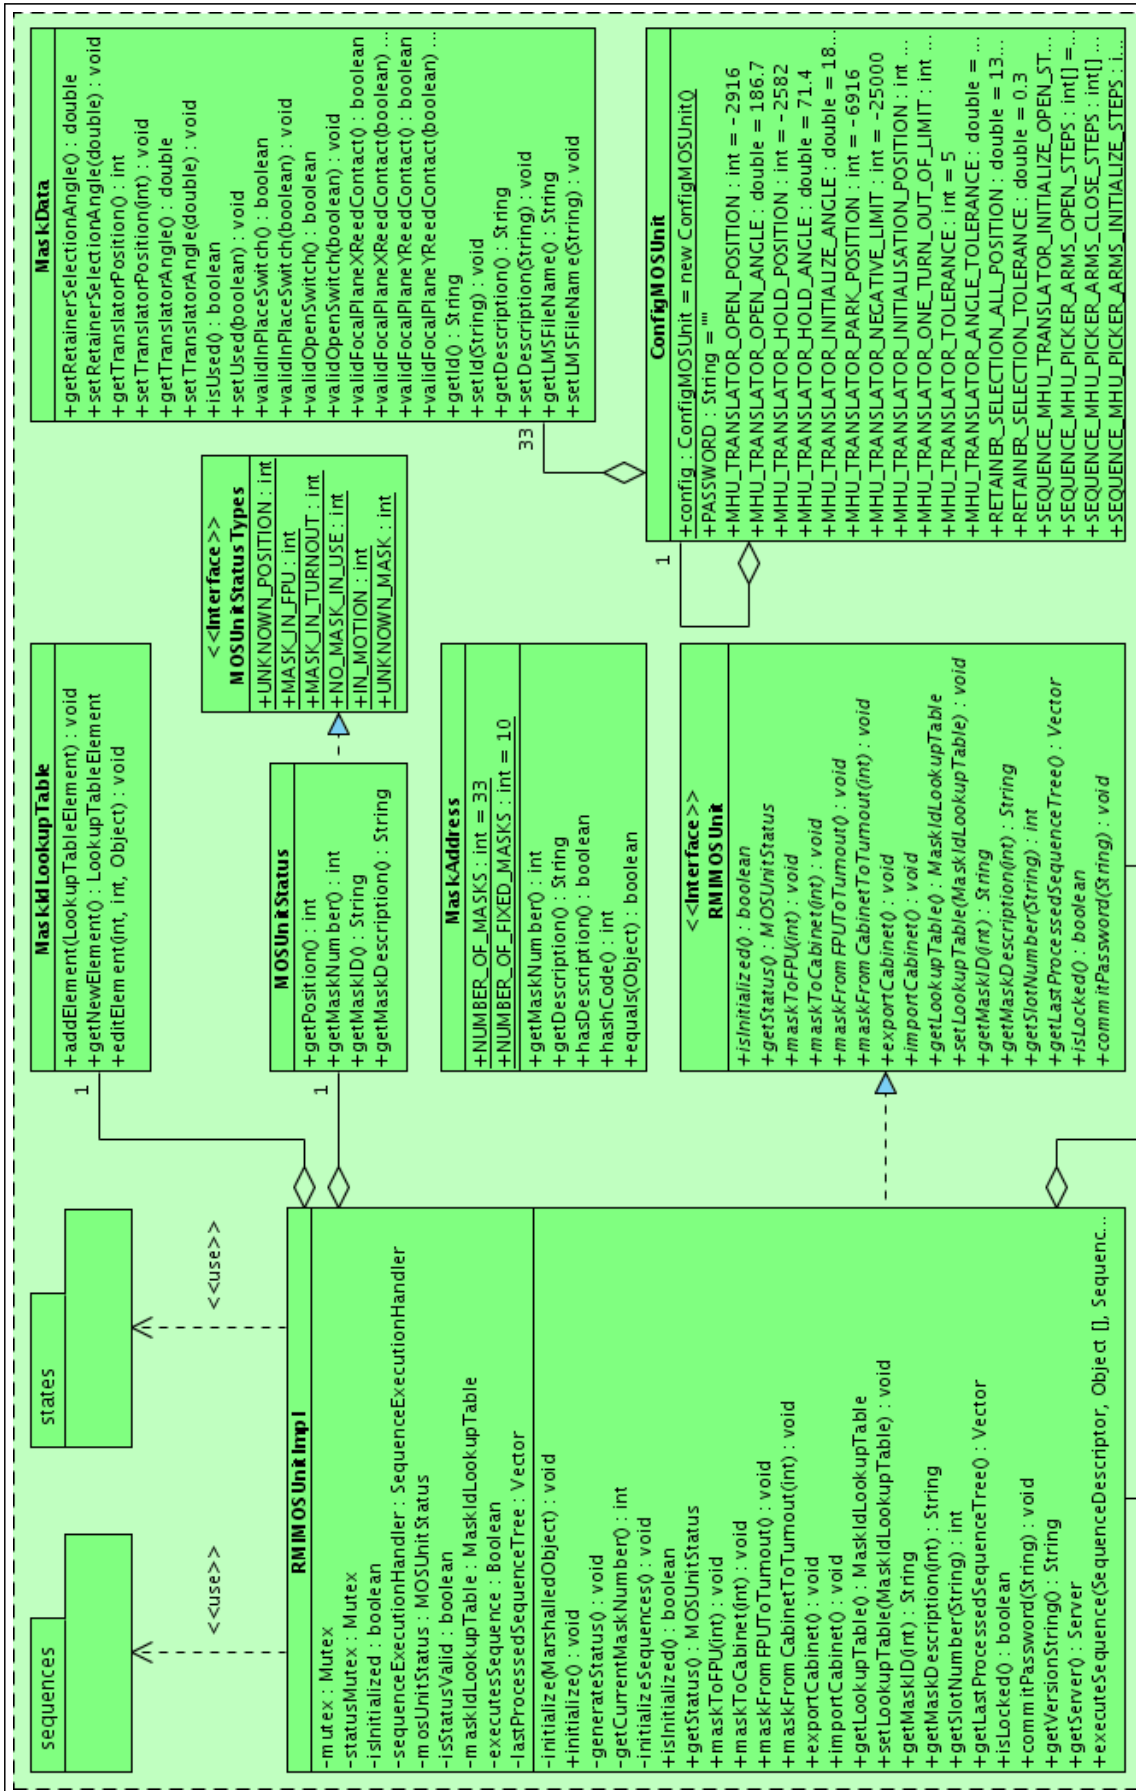 sequences
states
<<use>>
<<use>>
RMIMOSUnitImpl
-mutex : Mutex
-statusMutex : Mutex
-isInitialized : boolean
-sequenceExecutionHandler : SequenceExecutionHandler
-mosUnitStatus : MOSUnitStatus
-isStatusValid : boolean
-maskIdLookupTable : MaskIdLookupTable
-executesSequence : Boolean
-lastProcessedSequenceTree : Vector
-initialize(MarshalledObject) : void
+initialize() : void
-generateStatus() : void
-getCurrentMaskNumber() : int
-initializeSequences() : void
+isInitialized() : boolean
+getStatus() : MOSUnitStatus
+maskToFPU(int) : void
+maskToCabinet(int) : void
+maskFromFPUToTurnout() : void
+maskFromCabinetToTurnout(int) : void
+exportCabinet() : void
+importCabinet() : void
+getLookupTable() : MaskIdLookupTable
+setLookupTable(MaskIdLookupTable) : void
+getMaskID(int) : String
+getMaskDescription(int) : String
+getSlotNumber(String) : int
+getLastProcessedSequenceTree() : Vector
+isLocked() : boolean
+commitPassword(String) : void
+getVersionString() : String
+getServer() : Server
+executeSequence(SequenceDescriptor, Object [], Sequenc...
MaskIdLookupTable
+addElement(LookupTableElement) : void
+getNewElement() : LookupTableElement
+editElement(int, int, Object) : void
1
MOSUnitStatus
+getPosition() : int
+getMaskNumber() : int
+getMaskID() : String
+getMaskDescription() : String
1
<<Interface>>
MOSUnitStatusTypes
+UNKNOWN_POSITION : int
+MASK_IN_FPU : int
+MASK_IN_TURNOUT : int
+NO_MASK_IN_USE : int
+IN_MOTION : int
+UNKNOWN_MASK : int
MaskAddress
+NUMBER_OF_MASKS : int = 33
+NUMBER_OF_FIXED_MASKS : int = 10
+getMaskNumber() : int
+getDescription() : String
+hasDescription() : boolean
+hashCode() : int
+equals(Object) : boolean
<<Interface>>
RMIMOSUnit
+isInitialized() : boolean
+getStatus() : MOSUnitStatus
+maskToFPU(int) : void
+maskToCabinet(int) : void
+maskFromFPUToTurnout() : void
+maskFromCabinetToTurnout(int) : void
+exportCabinet() : void
+importCabinet() : void
+getLookupTable() : MaskIdLookupTable
+setLookupTable(MaskIdLookupTable) : void
+getMaskID(int) : String
+getMaskDescription(int) : String
+getSlotNumber(String) : int
+getLastProcessedSequenceTree() : Vector
+isLocked() : boolean
+commitPassword(String) : void
MaskData
+getRetainerSelectionAngle() : double
+setRetainerSelectionAngle(double) : void
+getTranslatorPosition() : int
+setTranslatorPosition(int) : void
+getTranslatorAngle() : double
+setTranslatorAngle(double) : void
+isUsed() : boolean
+setUsed(boolean) : void
+validInPlaceSwitch() : boolean
+validInPlaceSwitch(boolean) : void
+validOpenSwitch() : boolean
+validOpenSwitch(boolean) : void
+validFocalPlaneXReedContact() : boolean
+validFocalPlaneXReedContact(boolean) ...
+validFocalPlaneYReedContact() : boolean
+validFocalPlaneYReedContact(boolean) ...
+getId() : String
+setId(String) : void
+getDescription() : String
+setDescription(String) : void
+getLMSFileName() : String
+setLMSFileName(String) : void
33
1
ConfigMOSUnit
+config : ConfigMOSUnit = new ConfigMOSUnit()
+PASSWORD : String = ""
+MHU_TRANSLATOR_OPEN_POSITION : int = -2916
+MHU_TRANSLATOR_OPEN_ANGLE : double = 186.7
+MHU_TRANSLATOR_HOLD_POSITION : int = -2582
+MHU_TRANSLATOR_HOLD_ANGLE : double = 71.4
+MHU_TRANSLATOR_INITIALIZE_ANGLE : double = 18...
+MHU_TRANSLATOR_PARK_POSITION : int = -6916
+MHU_TRANSLATOR_NEGATIVE_LIMIT : int = -25000
+MHU_TRANSLATOR_INITIALISATION_POSITION : int ...
+MHU_TRANSLATOR_ONE_TURN_OUT_OF_LIMIT : int ...
+MHU_TRANSLATOR_TOLERANCE : int = 5
+MHU_TRANSLATOR_ANGLE_TOLERANCE : double = ...
+RETAINER_SELECTION_ALL_POSITION : double = 13...
+RETAINER_SELECTION_TOLERANCE : double = 0.3
+SEQUENCE_MHU_TRANSLATOR_INITIALIZE_OPEN_ST...
+SEQUENCE_MHU_PICKER_ARMS_OPEN_STEPS : int[] =...
+SEQUENCE_MHU_PICKER_ARMS_CLOSE_STEPS : int[] ...
+SEQUENCE_MHU_PICKER_ARMS_INITIALIZE_STEPS : i...